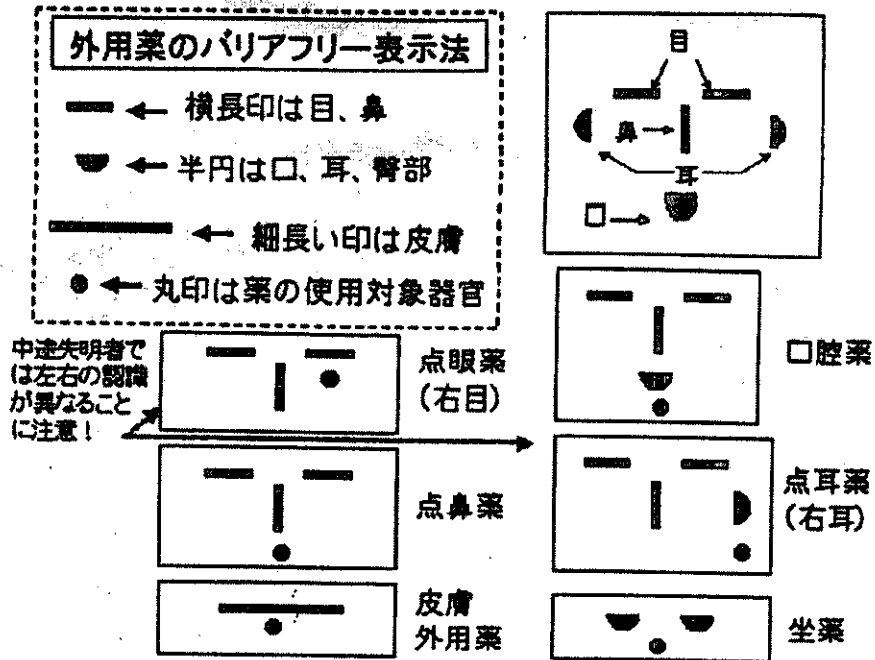 外用薬のバリアフリー表示法
横長印は目、鼻
半円は口、耳、臀部
細長い印は皮膚
丸印は薬の使用対象器官
目
鼻
耳
口
中途失明者で
は左右の認識
が異なること
に注意！
点眼薬
（右目）
口腔薬
点鼻薬
点耳薬
（右耳）
皮膚
外用薬
坐薬